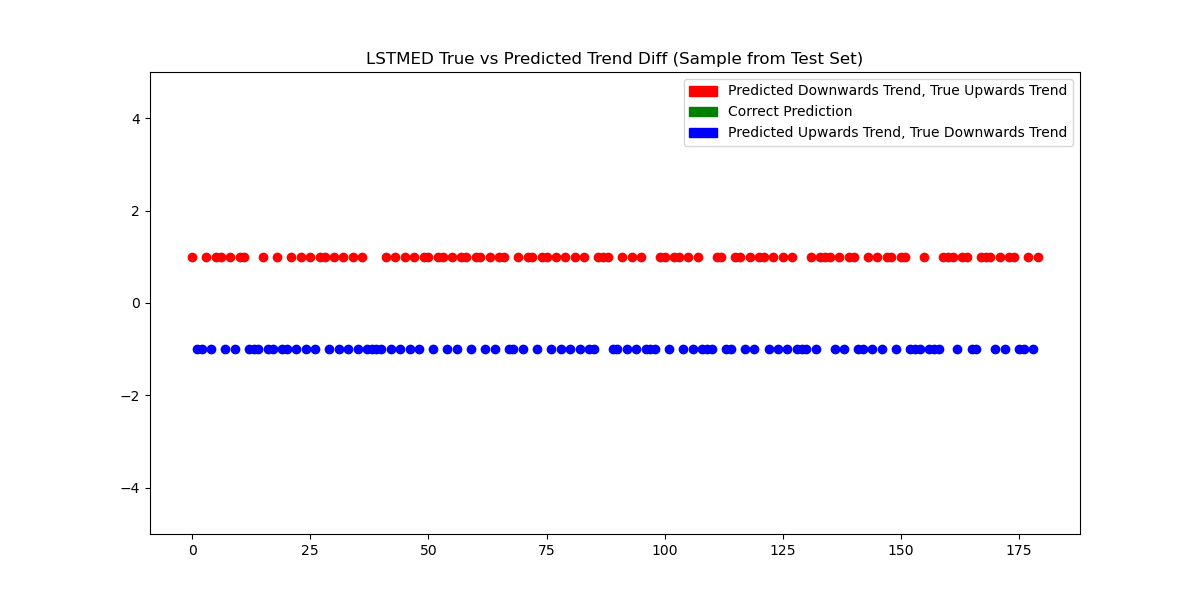 LSTMED True vs Predicted Trend Diff (Sample from Test Set)
Predicted Downwards Trend, True Upwards Trend
Correct Prediction
Predicted Upwards Trend, True Downwards Trend
4
2
0
−2
−4
0 25 50 75 100 125 150 175